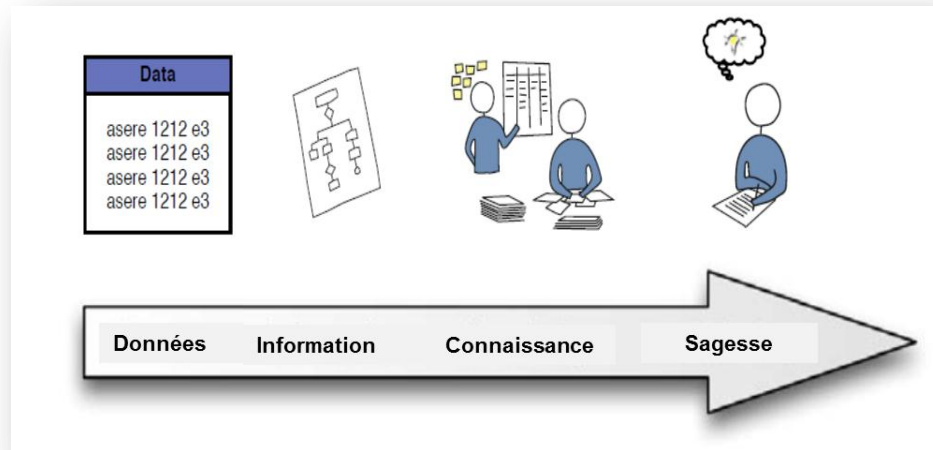 Data
asere 1212 e3
asere 1212 e3
asere 1212 e3
asere 1212 e3
Données
Information
Connaissance
Sagesse